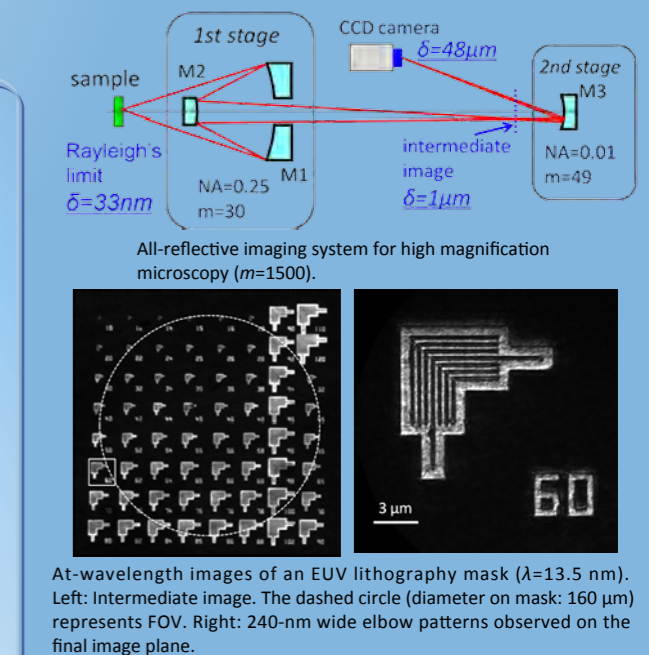 1st stage
CCD camera
δ=48μm
2nd stage
sample
M2
M3
Rayleigh's
limit
δ=33nm
NA=0.25
m=30
M1
intermediate
image
δ=1μm
NA=0.01
m=49
All-reflective imaging system for high magnification
microscopy (m=1500).
3 μm
60
At-wavelength images of an EUV lithography mask (λ=13.5 nm).
Left: Intermediate image. The dashed circle (diameter on mask: 160 μm)
represents FOV. Right: 240-nm wide elbow patterns observed on the
final image plane.